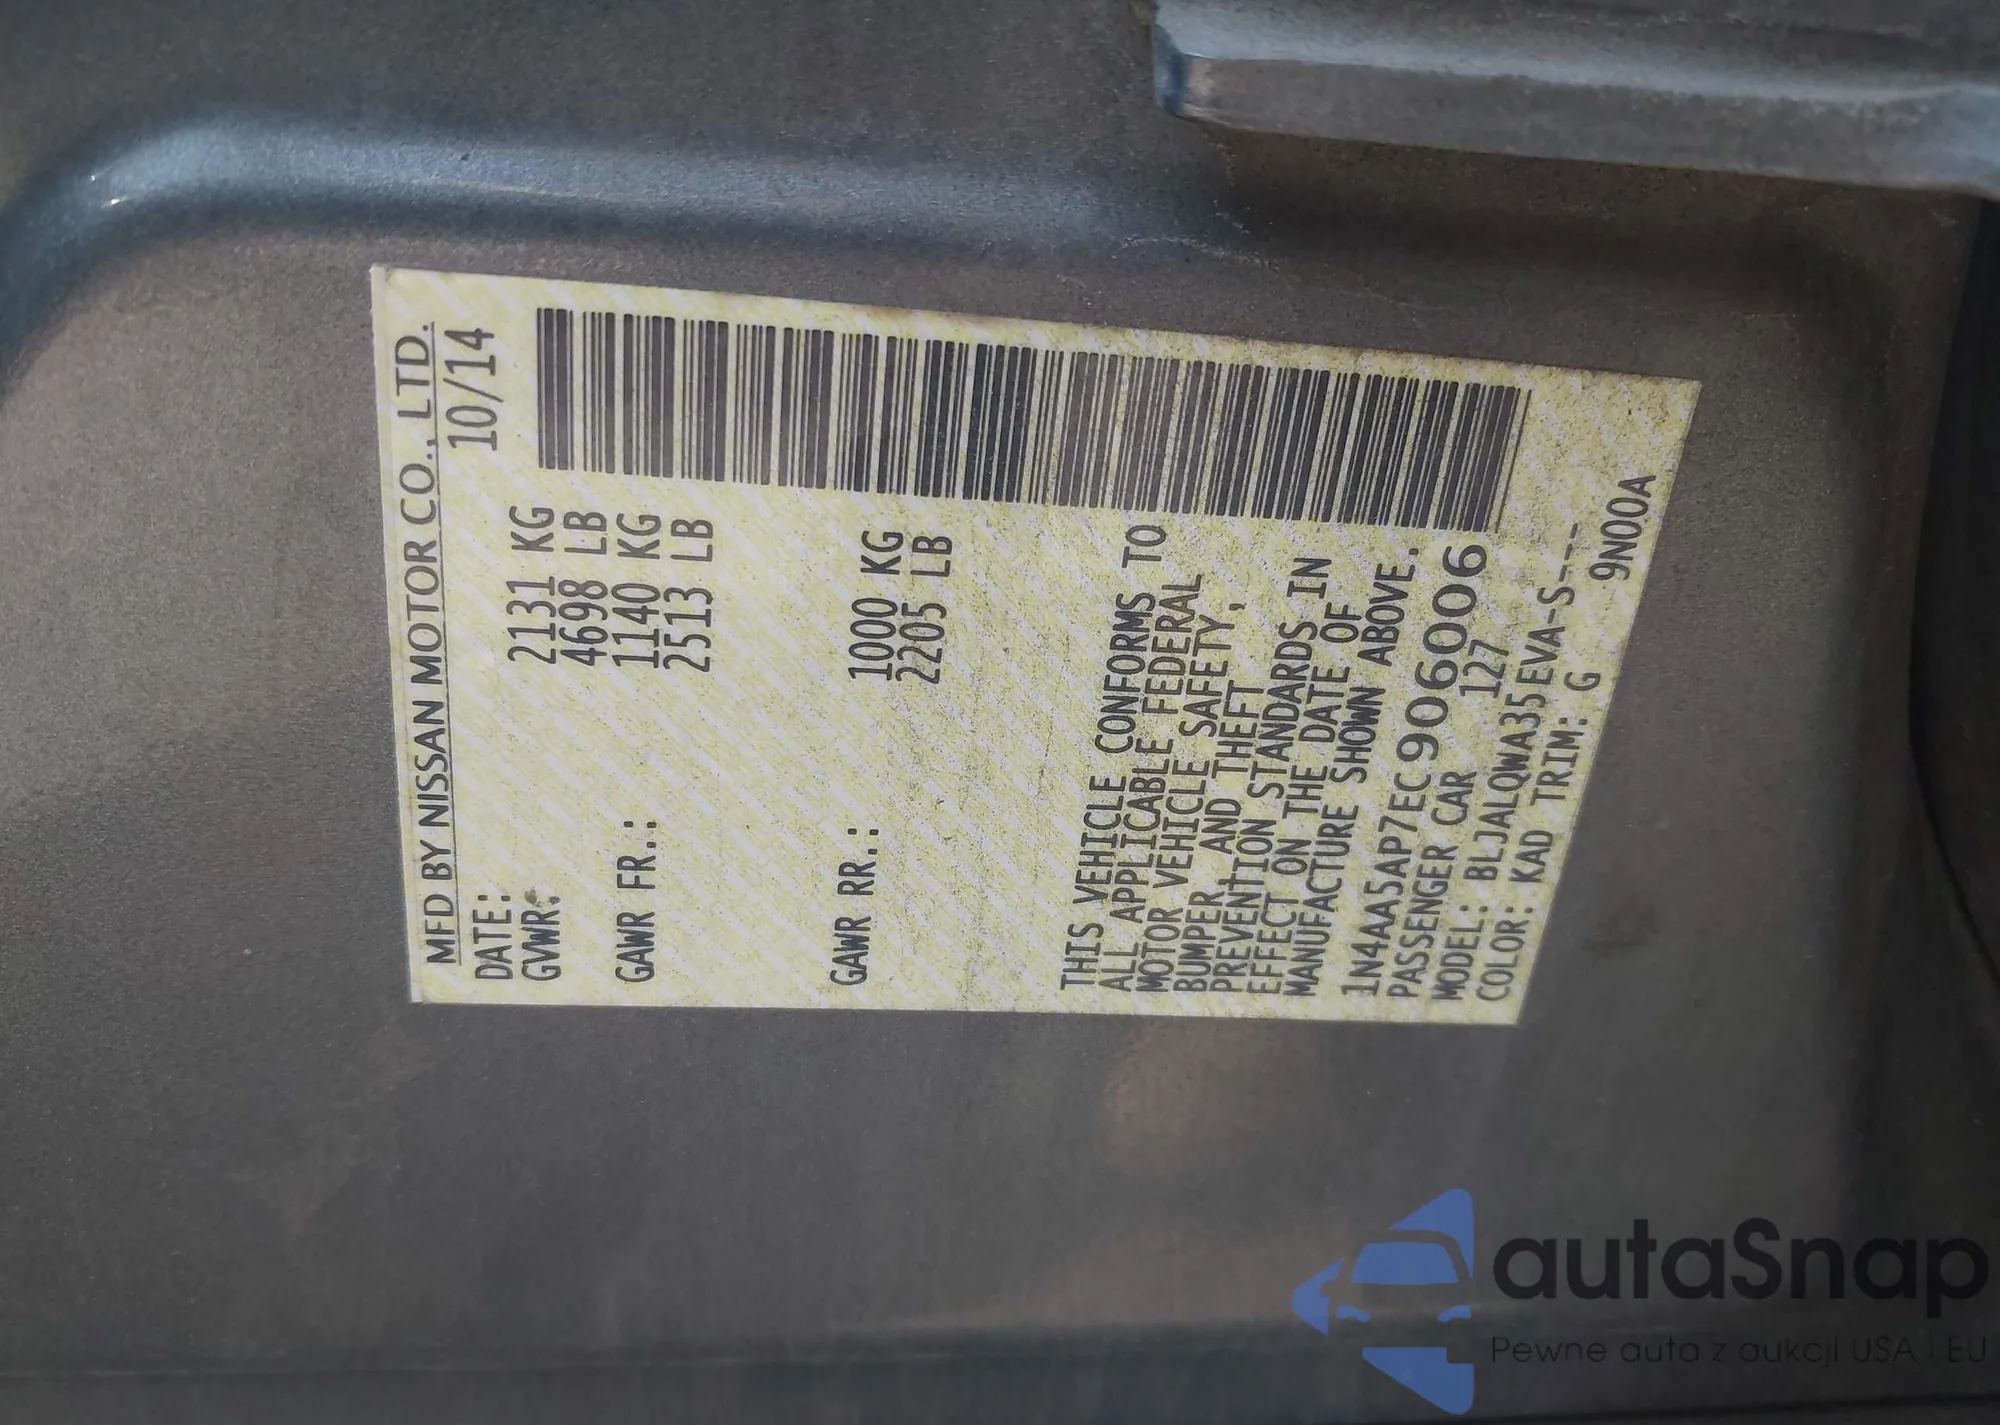 MFD BY NISSAN MOTOR CO., LTD.
DATE: 10/14
GVWR: 2131 KG
4698 LB
GAWR FR.: 1140 KG
2513 LB
GAWR RR.: 1000 KG
2205 LB
THIS VEHICLE CONFORMS TO
ALL APPLICABLE FEDERAL
MOTOR VEHICLE SAFETY,
BUMPER, AND THEFT
PREVENTION STANDARDS IN
EFFECT ON THE DATE OF
MANUFACTURE SHOWN ABOVE.
1N4AA5AP7EC906006
PASSENGER CAR 127
MODEL: BLJALQWA35EVA-S---
COLOR: KAD TRIM: G 9N00A
autaSnap
Pewne auta z aukcji USA i EU